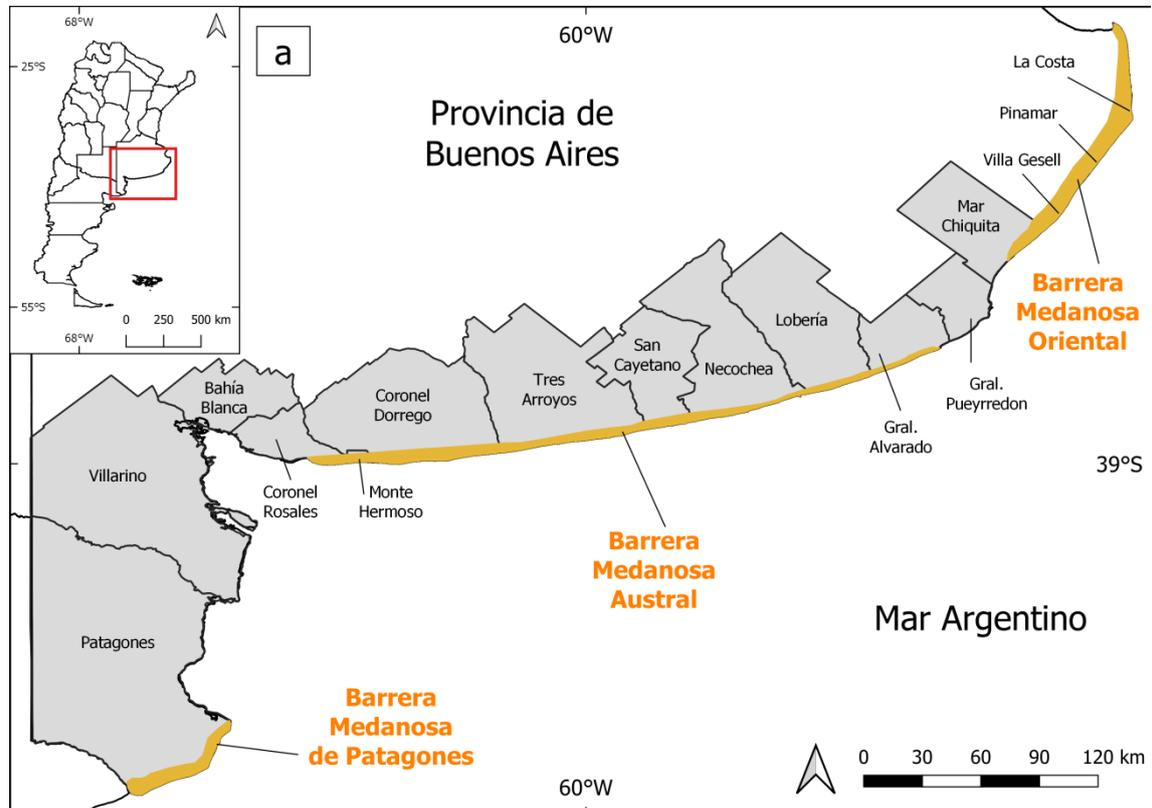 68°W
25°S
55°S
68°W
0 250 500 km
a
60°W
Provincia de
Buenos Aires
La Costa
Pinamar
Villa Gesell
Mar
Chiquita
Barrera
Medanosa
Oriental
Lobería
San
Cayetano
Necochea
Tres
Arroyos
Coronel
Dorrego
Bahía
Blanca
Gral.
Pueyrredon
Gral.
Alvarado
39°S
Villarino
Coronel
Rosales
Monte
Hermoso
Barrera
Medanosa
Austral
Mar Argentino
Patagones
Barrera
Medanosa
de Patagones
60°W
0 30 60 90 120 km